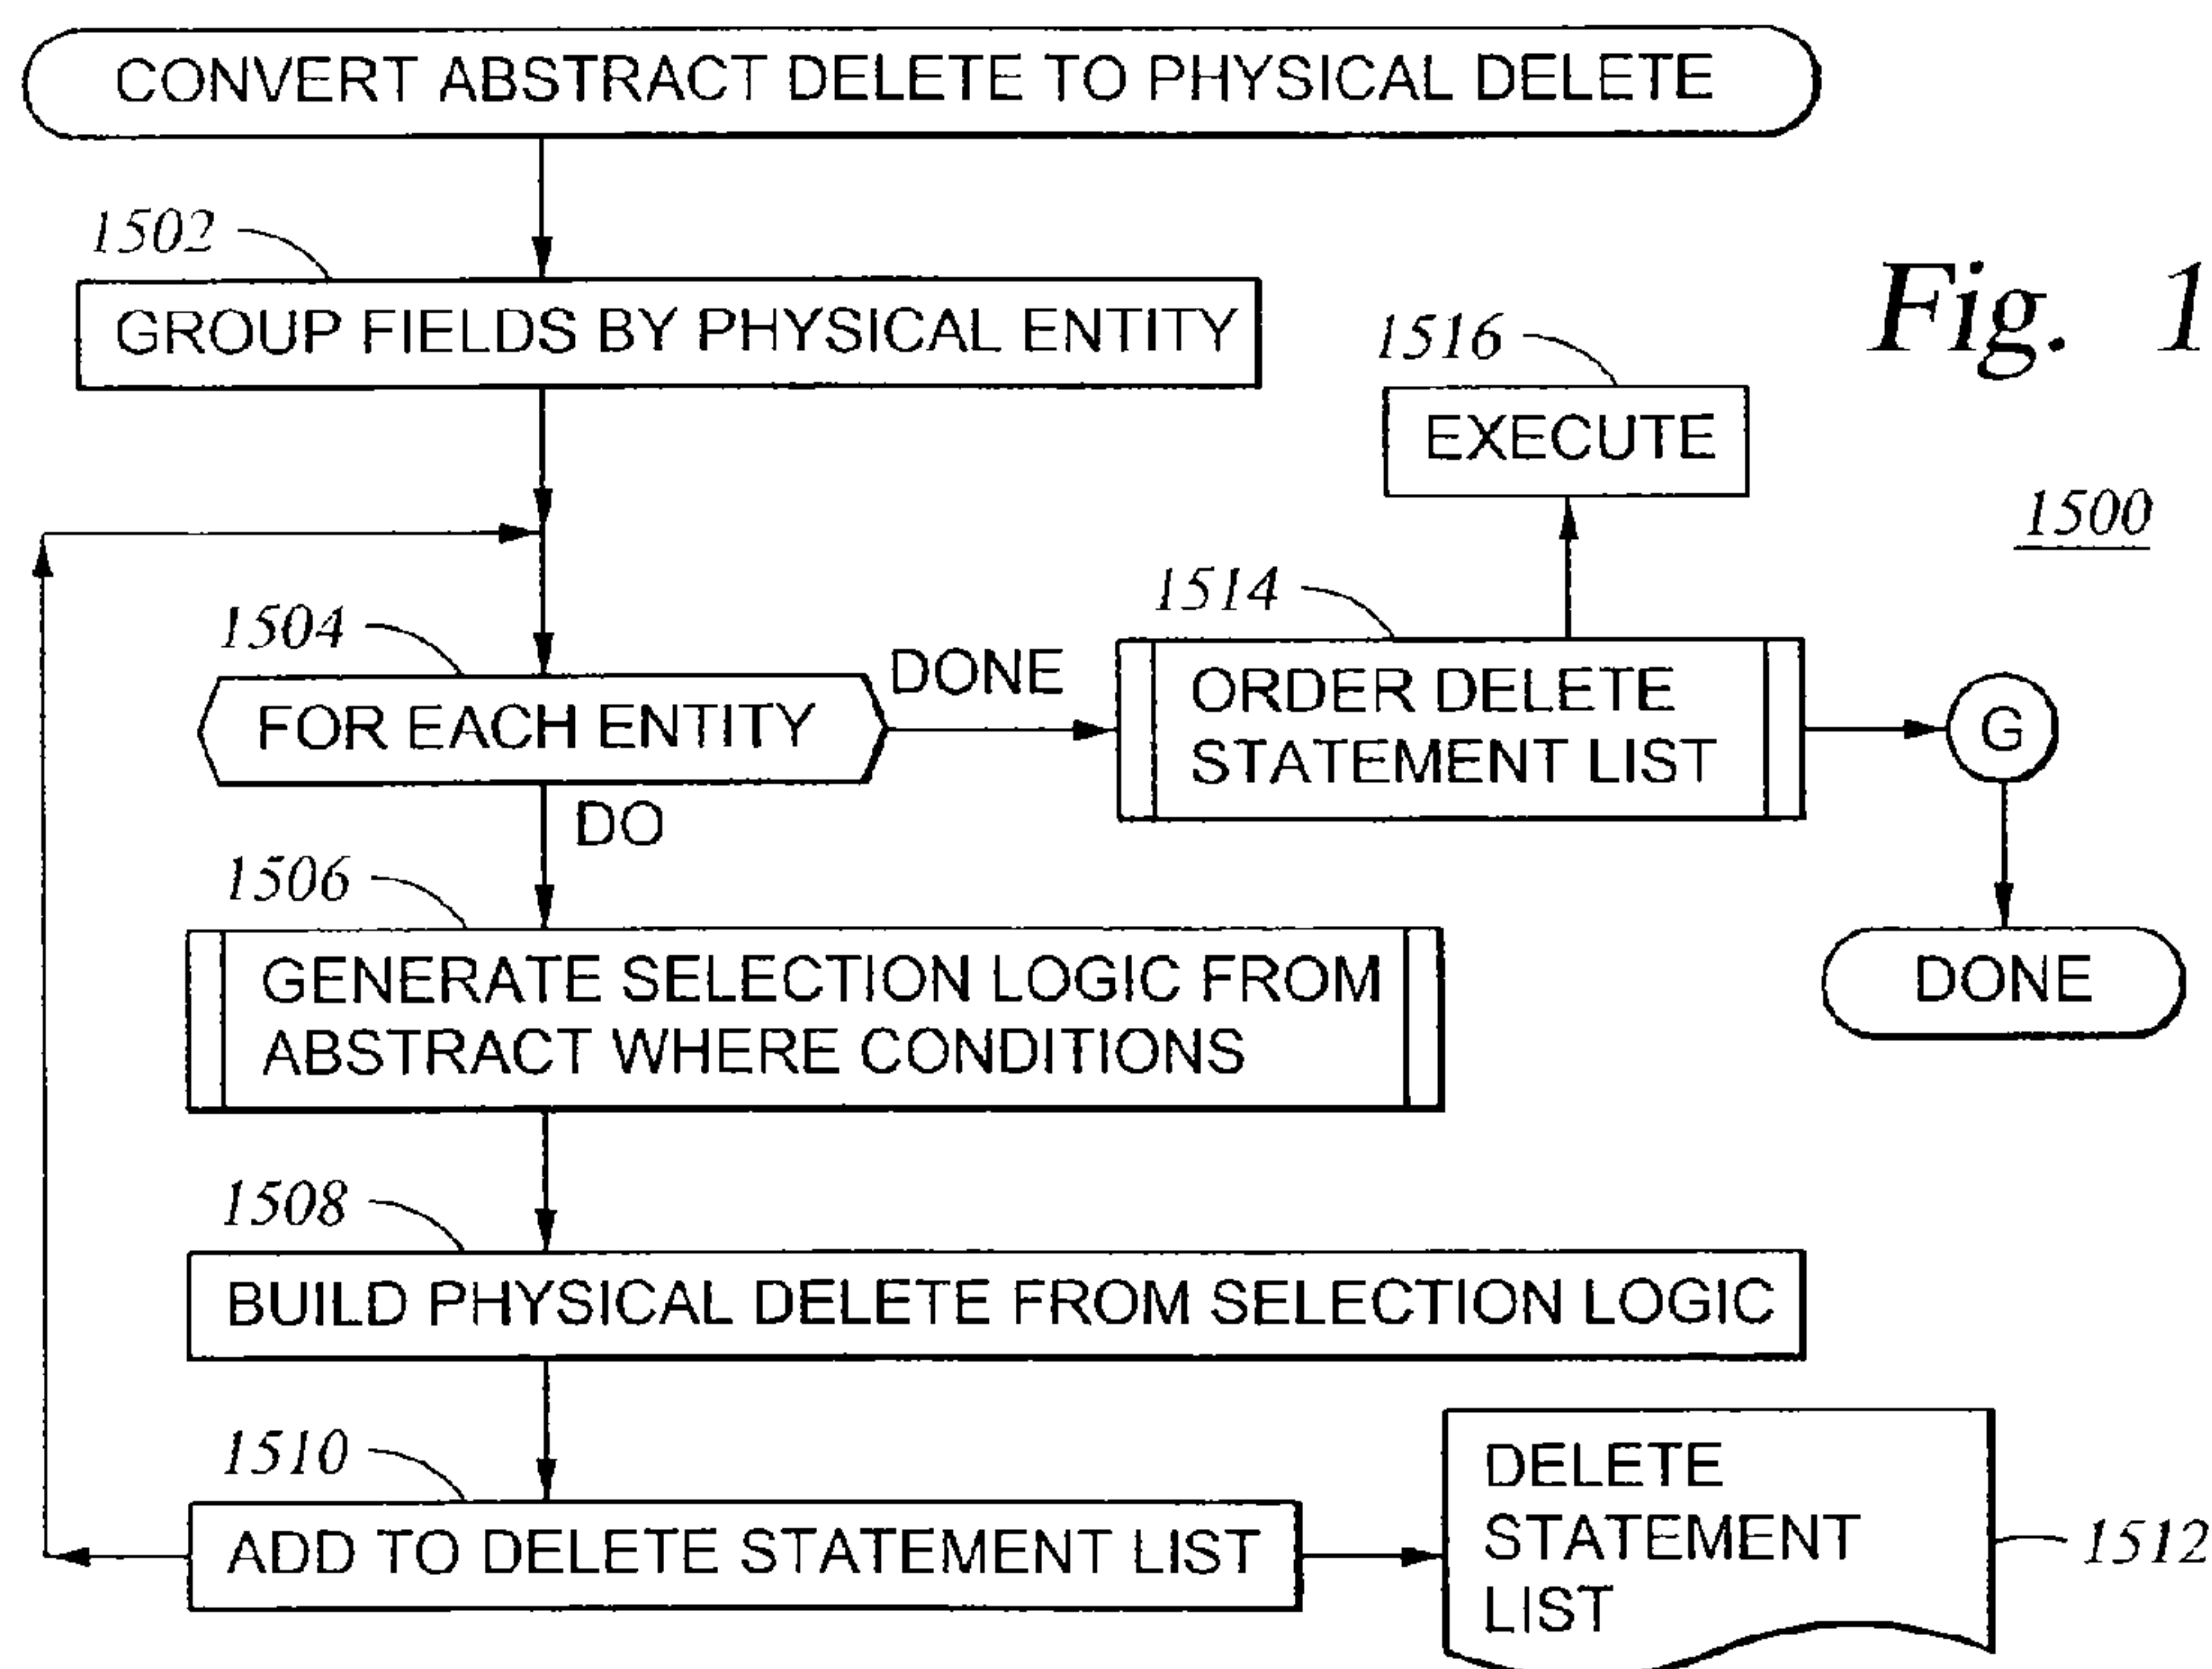 CONVERT ABSTRACT DELETE TO PHYSICAL DELETE
1502
GROUP FIELDS BY PHYSICAL ENTITY
Fig. 1
1516
EXECUTE
1500
1514
1504
DONE
ORDER DELETE
STATEMENT LIST
G
FOR EACH ENTITY
DO
1506
GENERATE SELECTION LOGIC FROM
ABSTRACT WHERE CONDITIONS
DONE
1508
BUILD PHYSICAL DELETE FROM SELECTION LOGIC
1510
ADD TO DELETE STATEMENT LIST
DELETE
STATEMENT
LIST
1512